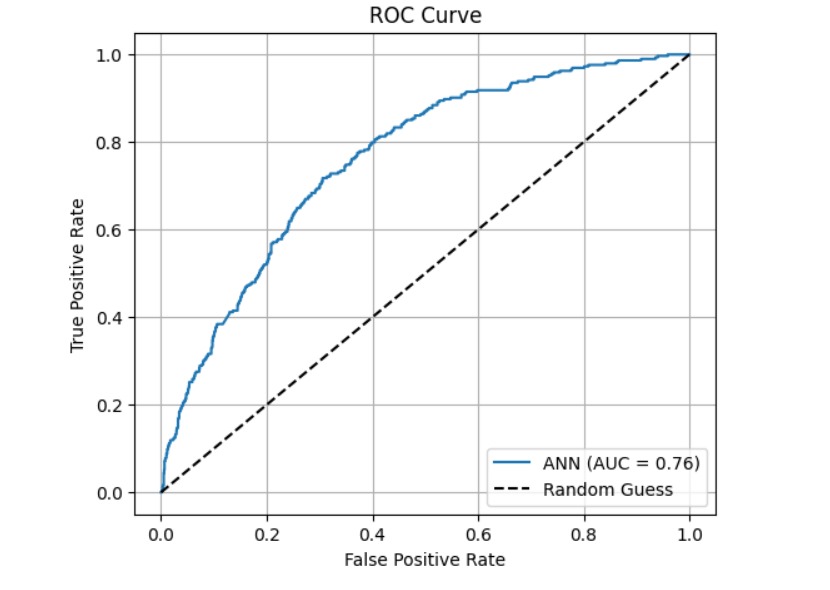 ROC Curve
True Positive Rate
1.0
0.8
0.6
0.4
0.2
0.0
ANN (AUC = 0.76)
Random Guess
0.0 0.2 0.4 0.6 0.8 1.0
False Positive Rate